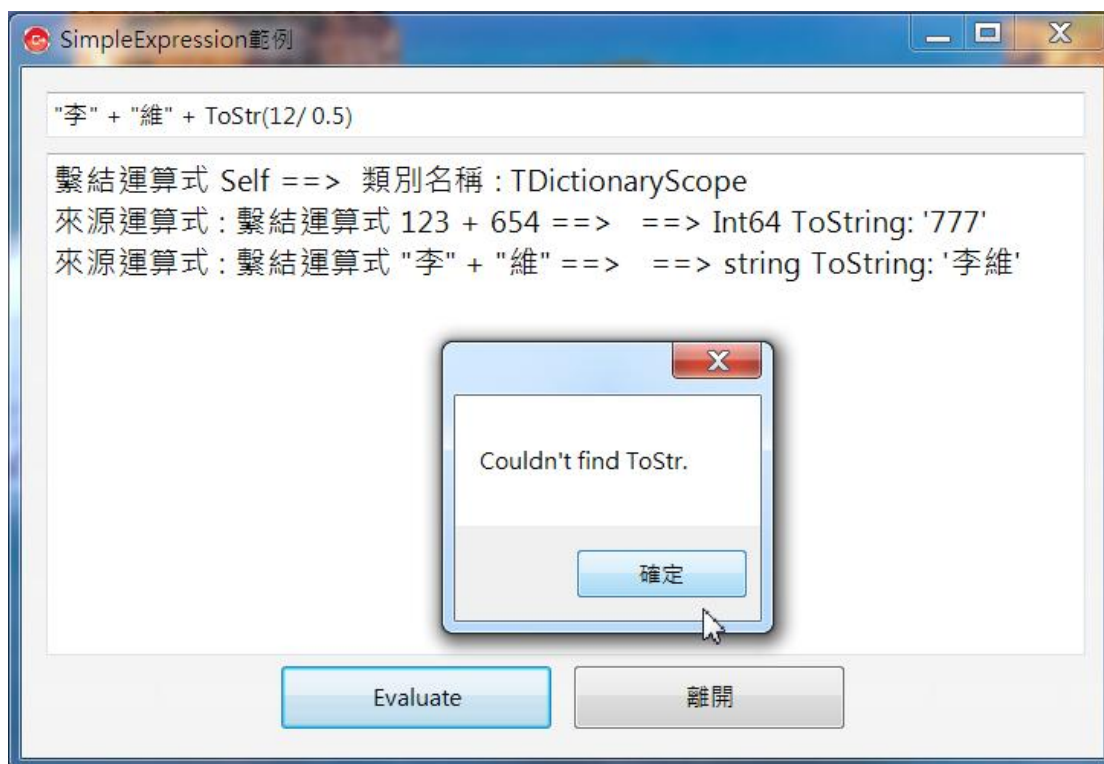 SimpleExpression範例
"李" + "維" + ToStr(12/ 0.5)
繫結運算式 Self ==> 類別名稱 : TDictionaryScope
來源運算式 : 繫結運算式 123 + 654 ==> ==> Int64 ToString: '777'
來源運算式 : 繫結運算式 "李" + "維" ==> ==> string ToString: '李維'
Couldn't find ToStr.
確定
Evaluate
離開